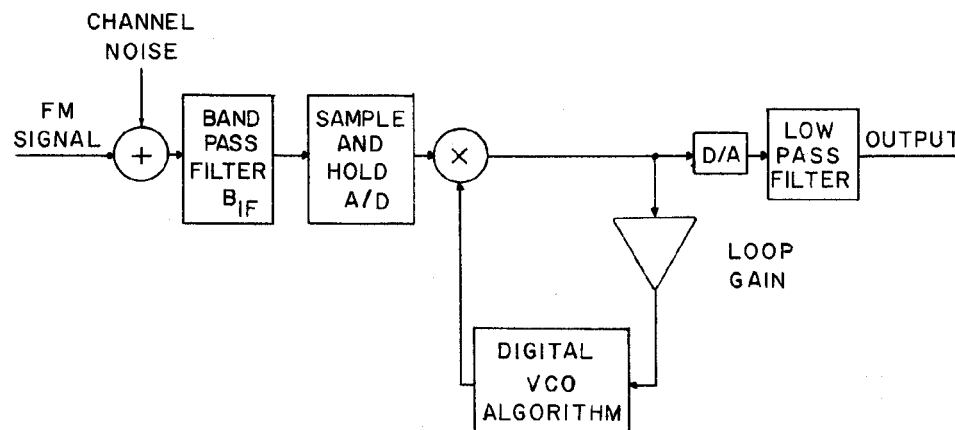 CHANNEL
NOISE
FM
SIGNAL
+
BAND
PASS
FILTER
B_IF
SAMPLE
AND
HOLD
A/D
×
D/A
LOW
PASS
FILTER
OUTPUT
LOOP
GAIN
DIGITAL
VCO
ALGORITHM